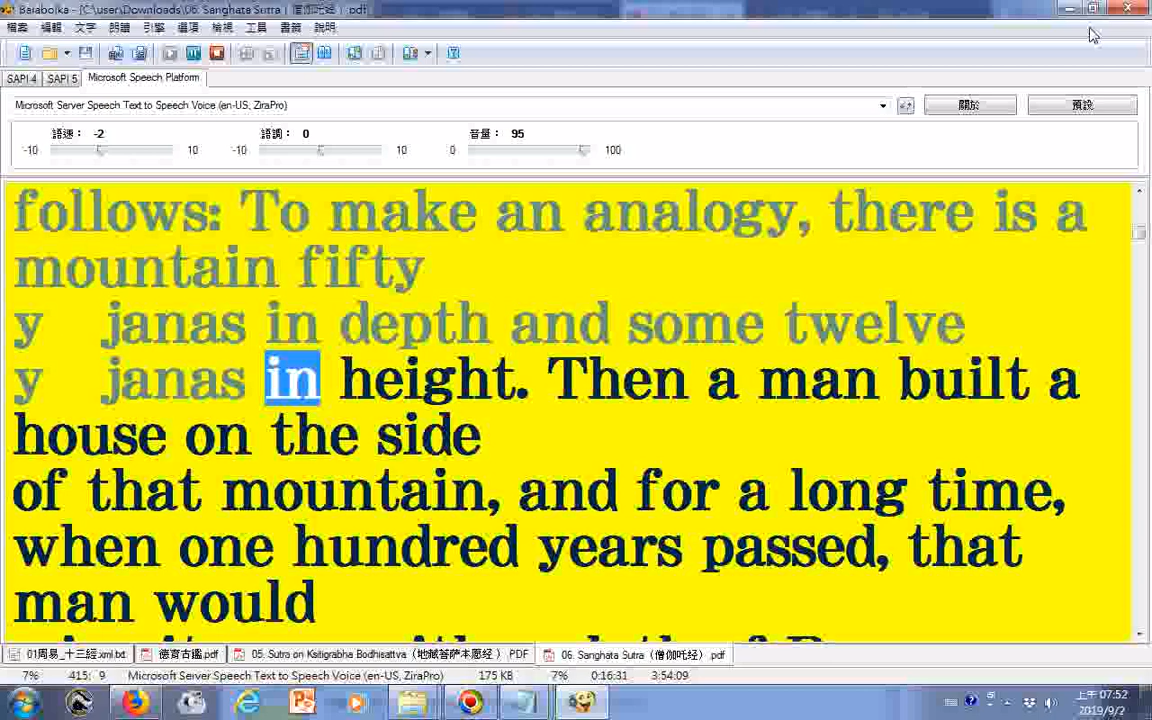 Balabolka - [C:\user\Downloads\06. Sanghata Sutra (僧伽吒经).pdf]
檔案 編輯 文字 朗讀 引擎 選項 檢視 工具 書籤 說明
SAPI 4 SAPI 5 Microsoft Speech Platform
Microsoft Server Speech Text to Speech Voice (en-US, ZiraPro) 關於 預設
語速： -2 語調： 0 音量： 95
-10 10 -10 10 0 100
follows: To make an analogy, there is a
mountain fifty
y janas in depth and some twelve
y janas in height. Then a man built a
house on the side
of that mountain, and for a long time,
when one hundred years passed, that
man would
01周易_十三經.xml.txt 德育古鑑.pdf 05. Sutra on Ksitigrabha Bodhisattva (地藏菩萨本愿经 ) .PDF 06. Sanghata Sutra (僧伽吒经) .pdf
7% 415: 9 Microsoft Server Speech Text to Speech Voice (en-US, ZiraPro) 175 KB 7% 0:16:31 3:54:09
上午 07:52
2019/9/2